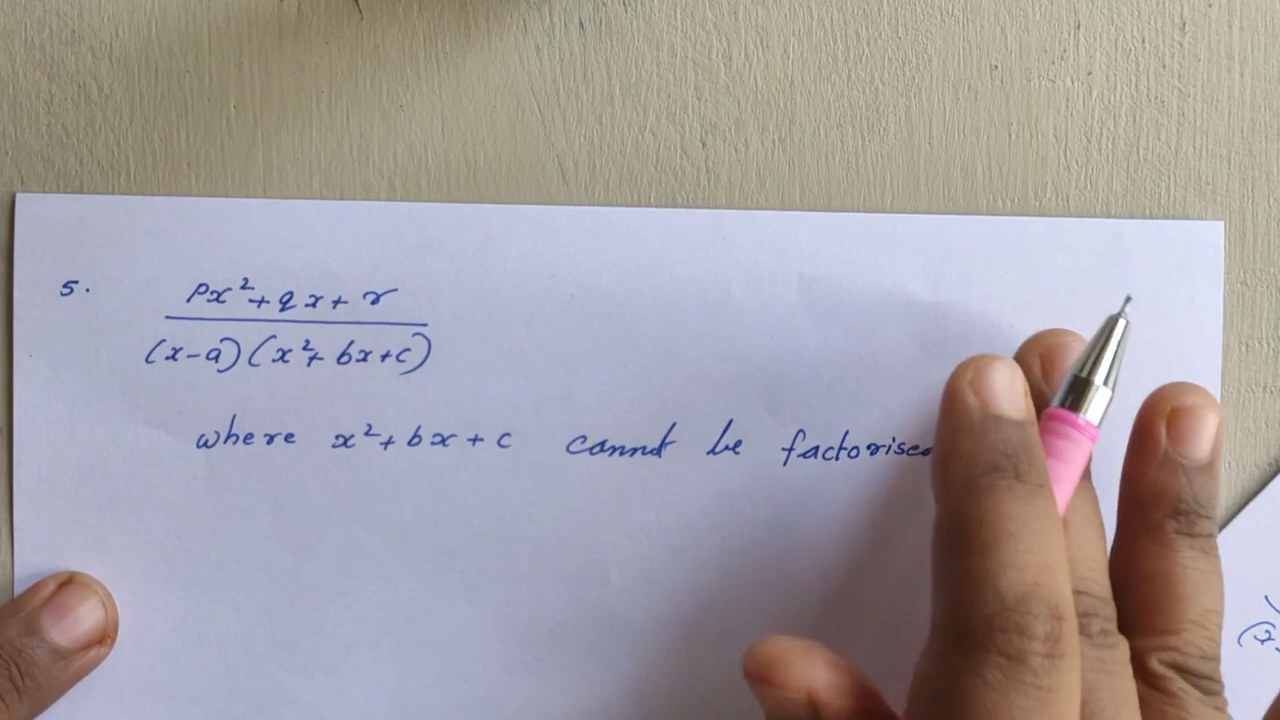 5. px²+qx+r
(x-a)(x²+bx+c)
where x²+bx+c cannot be factorised